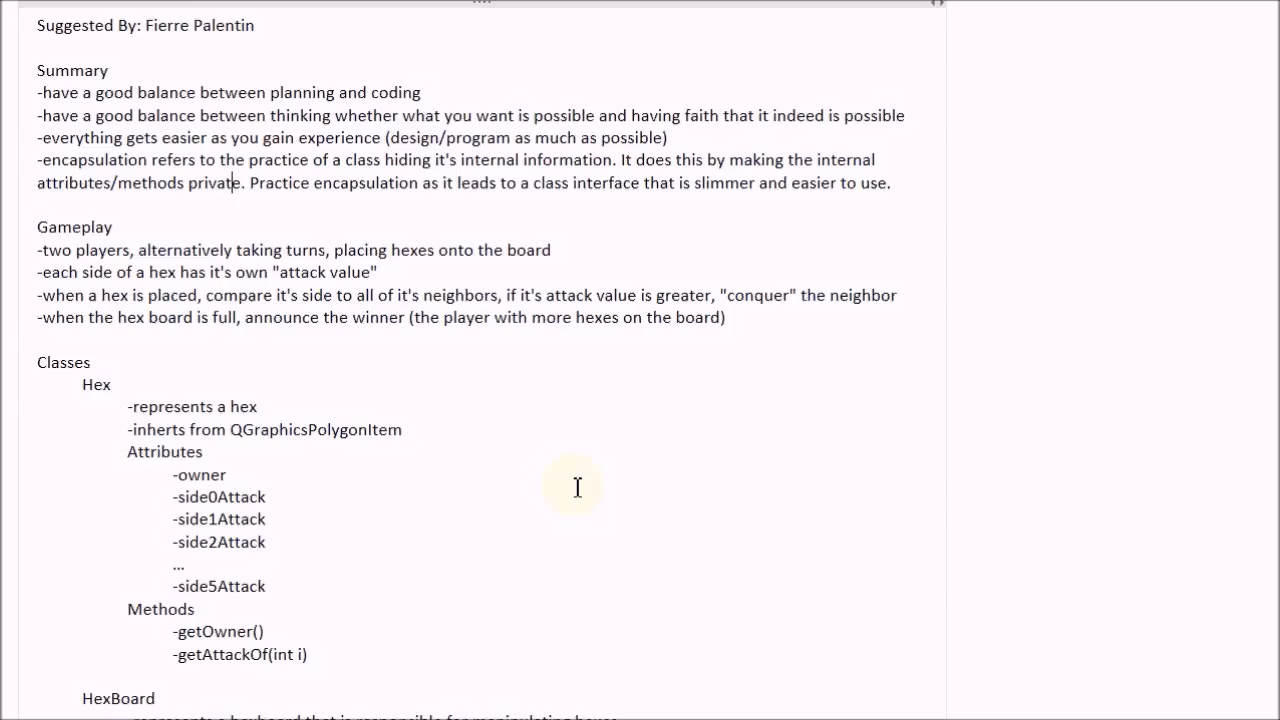 Suggested By: Fierre Palentin
Summary
-have a good balance between planning and coding
-have a good balance between thinking whether what you want is possible and having faith that it indeed is possible
-everything gets easier as you gain experience (design/program as much as possible)
-encapsulation refers to the practice of a class hiding it's internal information. It does this by making the internal
attributes/methods private. Practice encapsulation as it leads to a class interface that is slimmer and easier to use.
Gameplay
-two players, alternatively taking turns, placing hexes onto the board
-each side of a hex has it's own "attack value"
-when a hex is placed, compare it's side to all of it's neighbors, if it's attack value is greater, "conquer" the neighbor
-when the hex board is full, announce the winner (the player with more hexes on the board)
Classes
Hex
-represents a hex
-inherts from QGraphicsPolygonItem
Attributes
-owner
-side0Attack
-side1Attack
-side2Attack
...
-side5Attack
Methods
-getOwner()
-getAttackOf(int i)
HexBoard
-represents a hexboard that is responsible for manipulating hexes